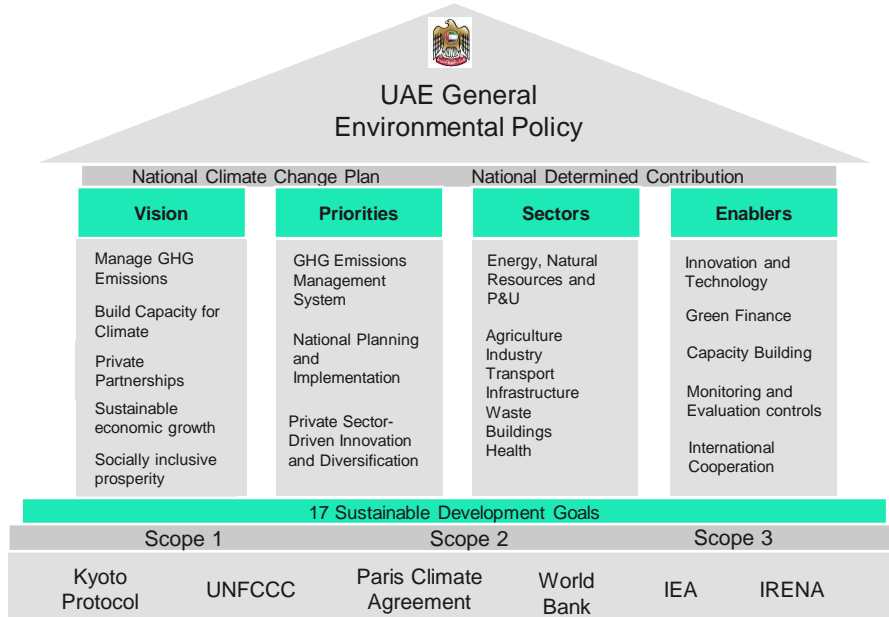 UAE General
Environmental Policy
National Climate Change Plan
National Determined Contribution
Vision
Priorities
Sectors
Enablers
Manage GHG
Emissions
Build Capacity for
Climate
Private
Partnerships
Sustainable
economic growth
Socially inclusive
prosperity
GHG Emissions
Management
System
National Planning
and
Implementation
Private Sector-
Driven Innovation
and Diversification
Energy, Natural
Resources and
P&U
Agriculture
Industry
Transport
Infrastructure
Waste
Buildings
Health
Innovation and
Technology
Green Finance
Capacity Building
Monitoring and
Evaluation controls
International
Cooperation
17 Sustainable Development Goals
Scope 1
Scope 2
Scope 3
Kyoto
Protocol
UNFCCC
Paris Climate
Agreement
World
Bank
IEA
IRENA